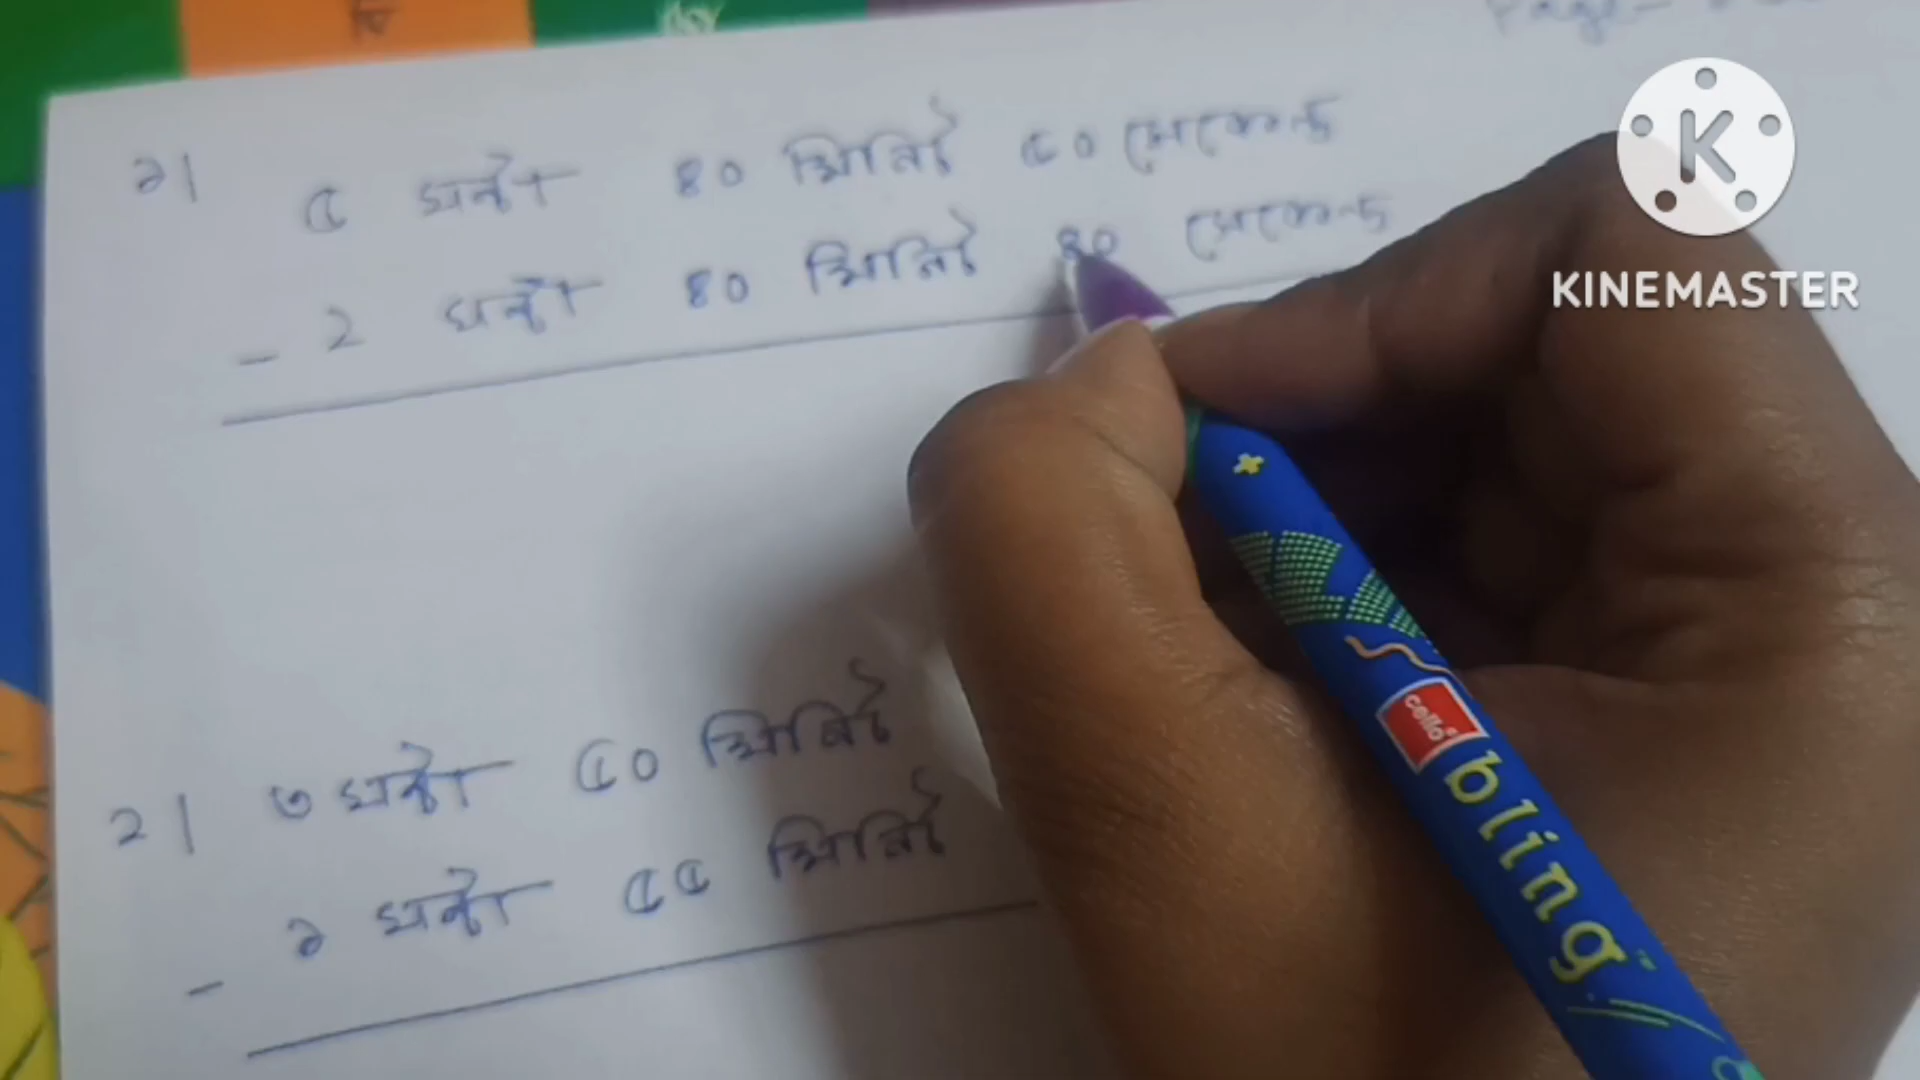 ১। ৫ ঘন্টা ৪০ মিনিট ৫০ সেকেন্ড
- ২ ঘন্টা ৪০ মিনিট ৪০ সেকেন্ড
২। ৩ ঘন্টা ৫০ মিনিট
- ১ ঘন্টা ৫৫ মিনিট
KINEMASTER
cello
bling